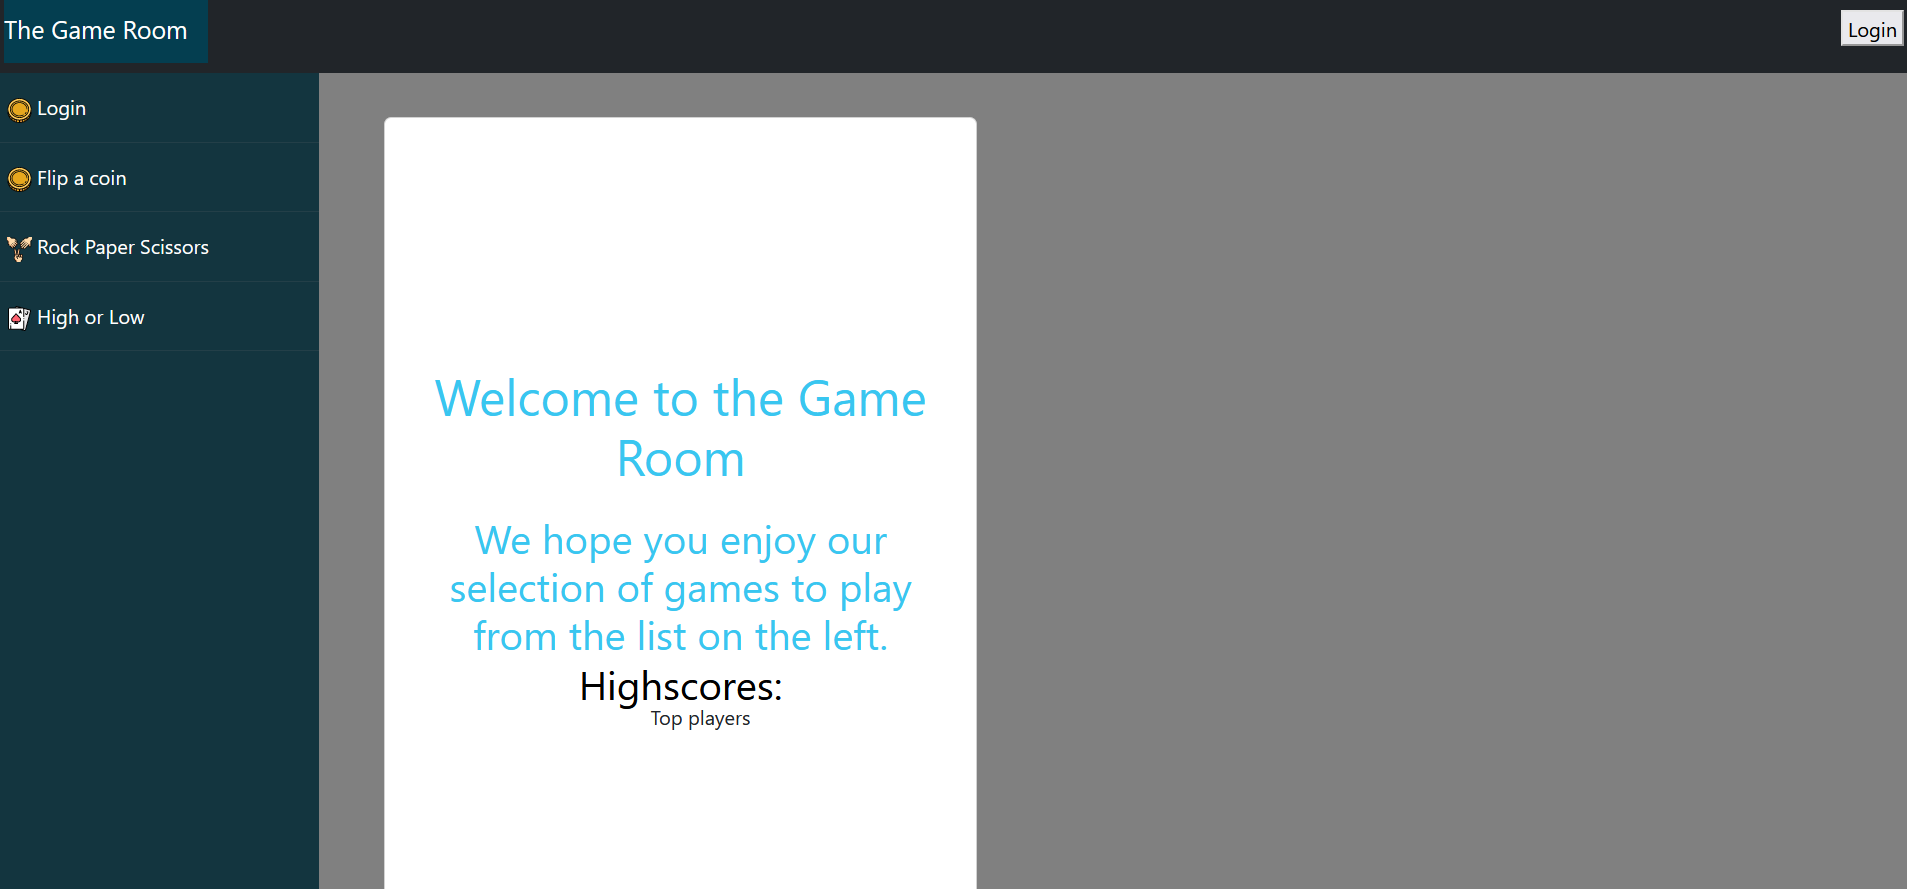 The Game Room
Login
Login
Flip a coin
Rock Paper Scissors
High or Low
Welcome to the Game
Room
We hope you enjoy our
selection of games to play
from the list on the left.
Highscores:
Top players